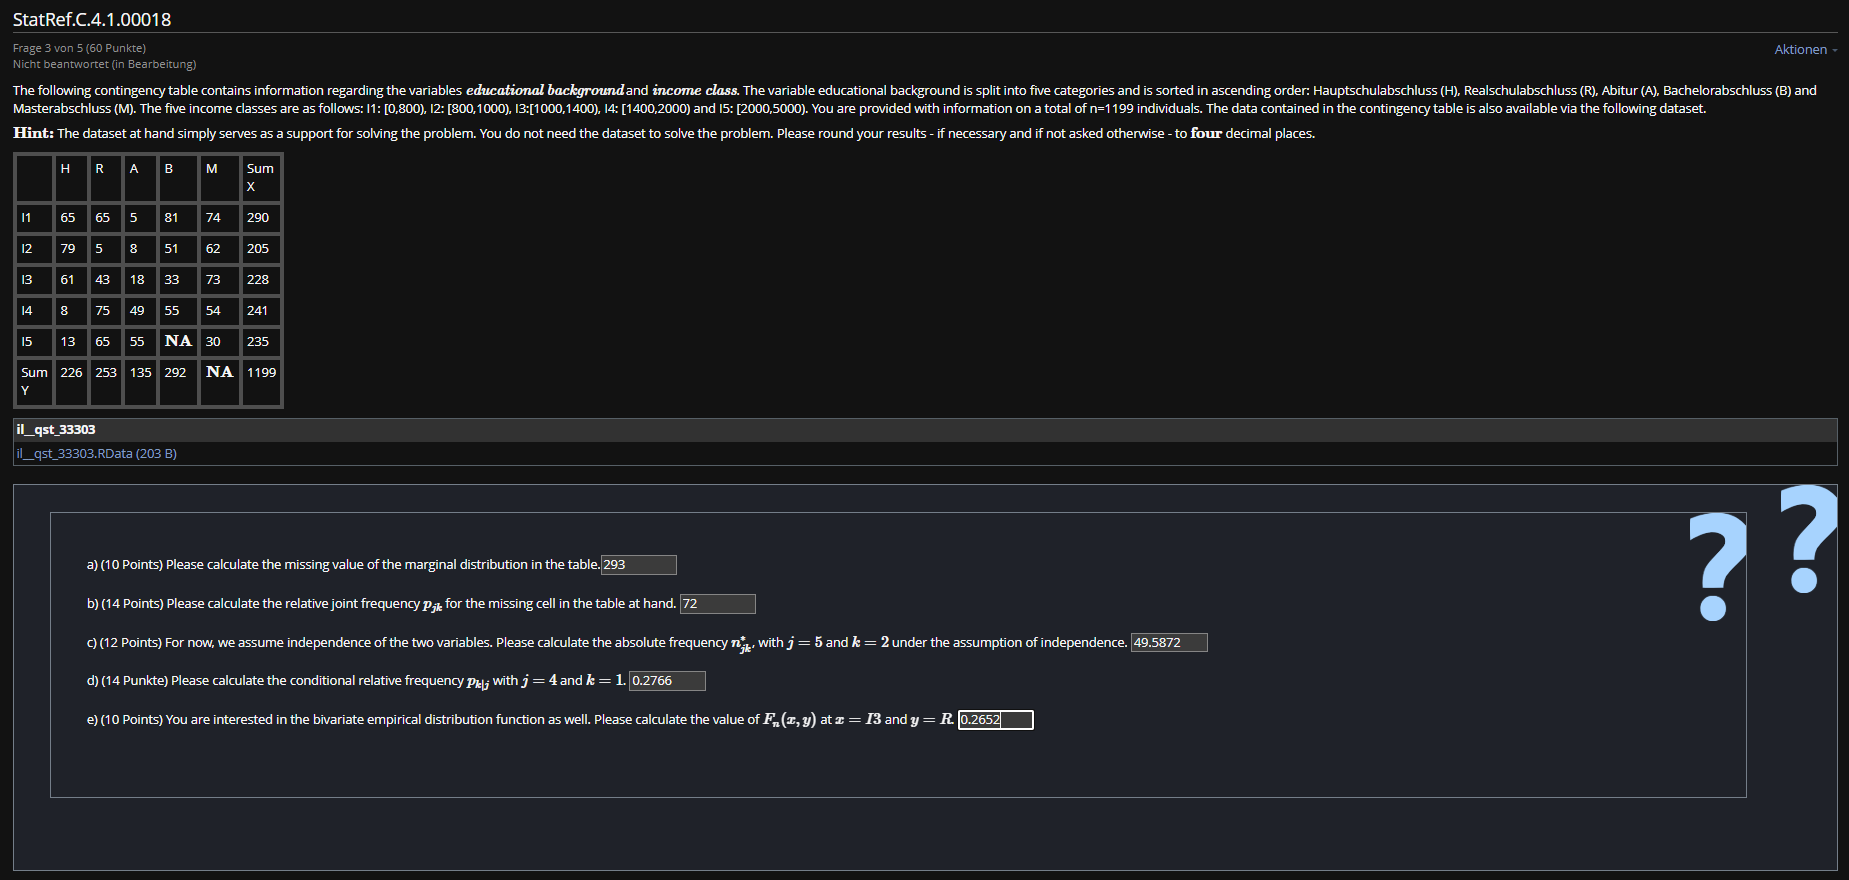 StatRef.C.4.1.00018
Frage 3 von 5 (60 Punkte)
Aktionen
Nicht beantwortet (in Bearbeitung)
The following contingency table contains information regarding the variables educational background and income class. The variable educational background is split into five categories and is sorted in ascending order: Hauptschulabschluss (H), Realschulabschluss (R), Abitur (A), Bachelorabschluss (B) and
Masterabschluss (M). The five income classes are as follows: I1: [0,800), I2: [800,1000), I3:[1000,1400), I4: [1400,2000) and I5: [2000,5000). You are provided with information on a total of n=1199 individuals. The data contained in the contingency table is also available via the following dataset.
Hint: The dataset at hand simply serves as a support for solving the problem. You do not need the dataset to solve the problem. Please round your results - if necessary and if not asked otherwise - to four decimal places.
H R A B M Sum
X
I1 65 65 5 81 74 290
I2 79 5 8 51 62 205
I3 61 43 18 33 73 228
I4 8 75 49 55 54 241
I5 13 65 55 NA 30 235
Sum 226 253 135 292 NA 1199
Y
il__qst_33303
il__qst_33303.RData (203 B)
? ?
a) (10 Points) Please calculate the missing value of the marginal distribution in the table. 293
b) (14 Points) Please calculate the relative joint frequency p_jk for the missing cell in the table at hand. 72
c) (12 Points) For now, we assume independence of the two variables. Please calculate the absolute frequency n*_jk, with j = 5 and k = 2 under the assumption of independence. 49.5872
d) (14 Punkte) Please calculate the conditional relative frequency p_k|j with j = 4 and k = 1. 0.2766
e) (10 Points) You are interested in the bivariate empirical distribution function as well. Please calculate the value of F_n(x, y) at x = I3 and y = R. 0.2652